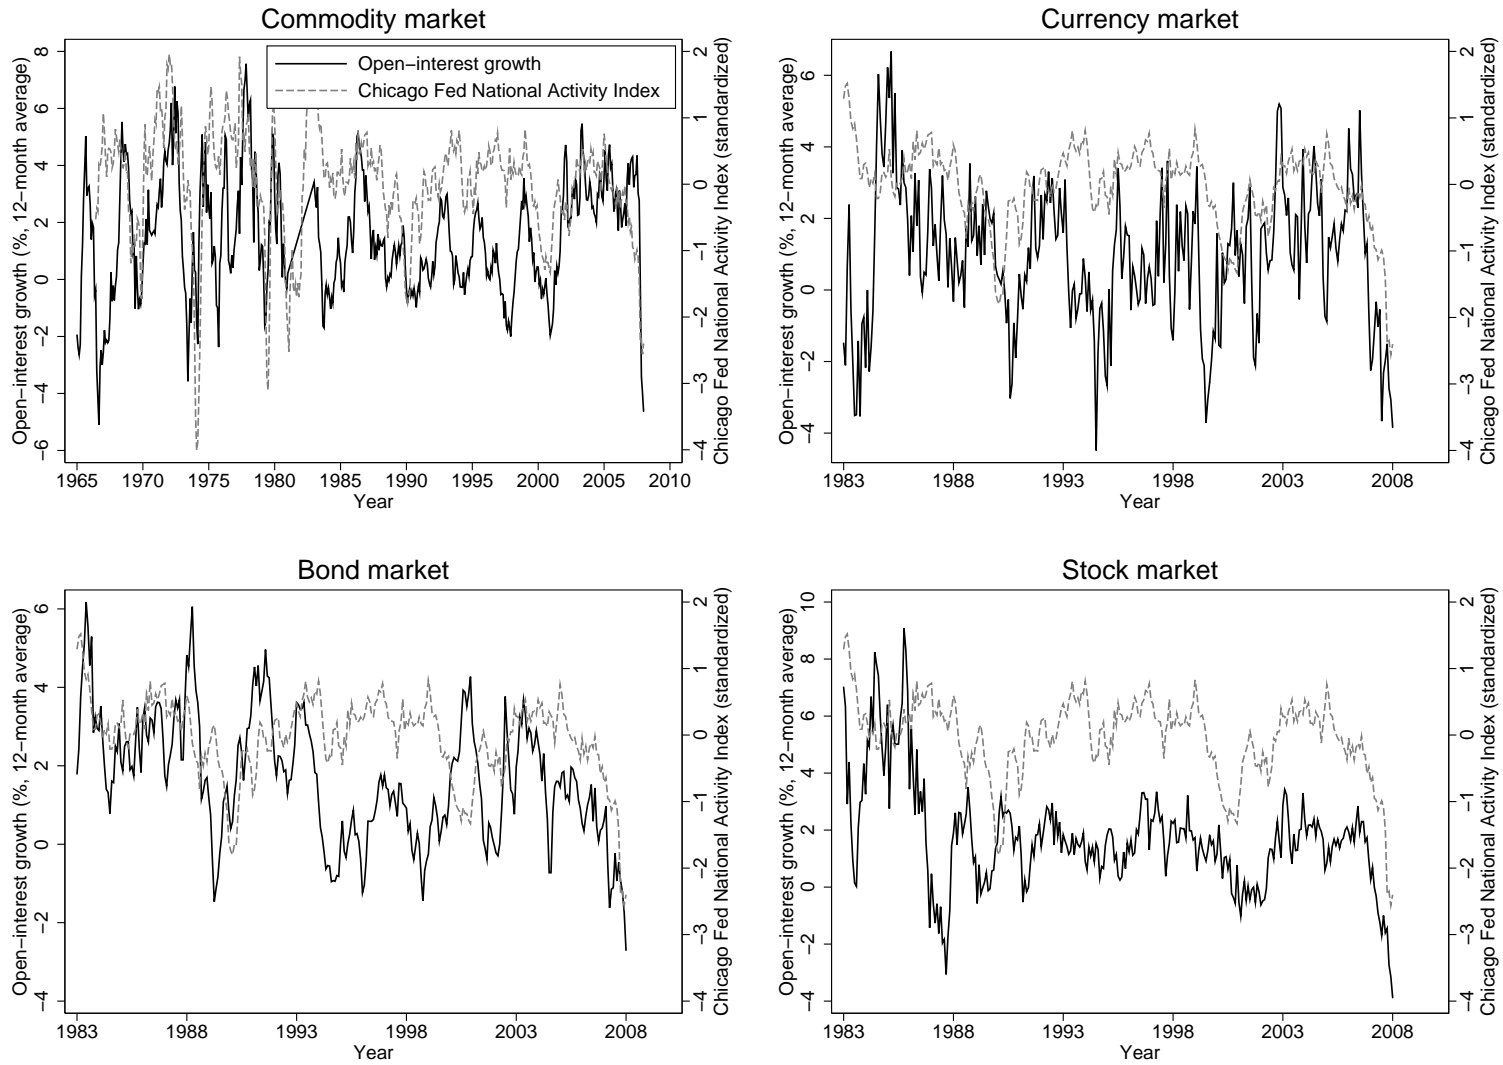 Commodity market
Open−interest growth
Chicago Fed National Activity Index
Open−interest growth (%, 12−month average)
8
6
4
2
0
−2
−4
−6
Chicago Fed National Activity Index (standardized)
2
1
0
−1
−2
−3
−4
1965 1970 1975 1980 1985 1990 1995 2000 2005 2010
Year
Currency market
Open−interest growth (%, 12−month average)
6
4
2
0
−2
−4
Chicago Fed National Activity Index (standardized)
2
1
0
−1
−2
−3
−4
1983 1988 1993 1998 2003 2008
Year
Bond market
Open−interest growth (%, 12−month average)
6
4
2
0
−2
−4
Chicago Fed National Activity Index (standardized)
2
1
0
−1
−2
−3
−4
1983 1988 1993 1998 2003 2008
Year
Stock market
Open−interest growth (%, 12−month average)
10
8
6
4
2
0
−2
−4
Chicago Fed National Activity Index (standardized)
2
1
0
−1
−2
−3
−4
1983 1988 1993 1998 2003 2008
Year